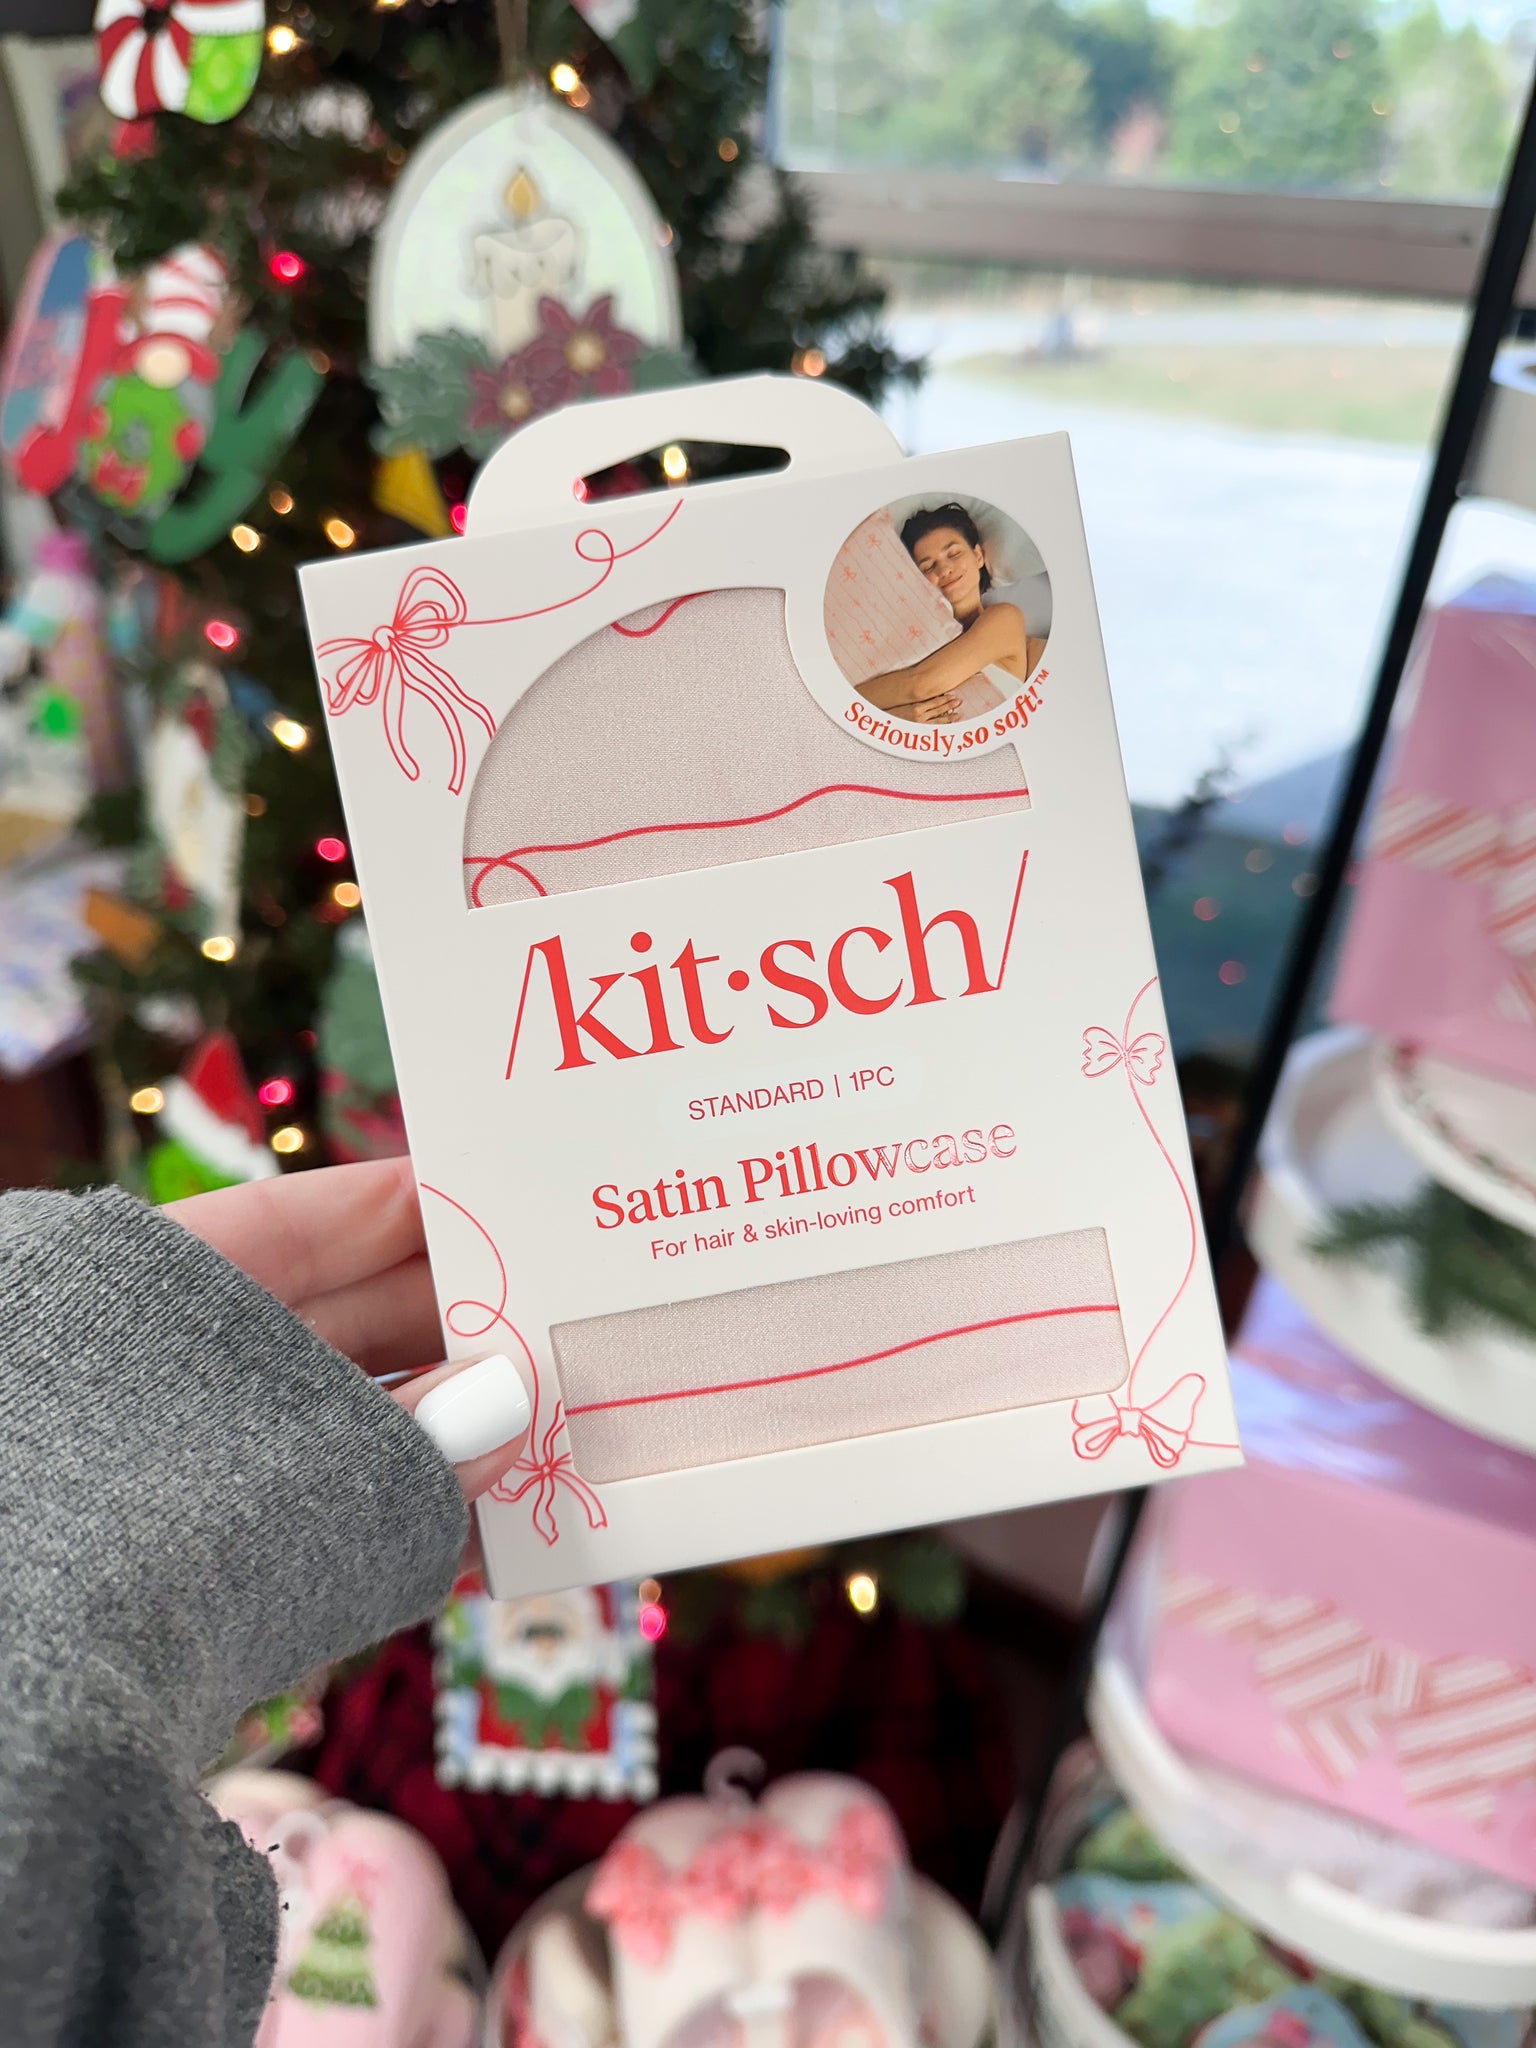 Seriously, so soft!™
/kit·sch/
STANDARD | 1PC
Satin Pillowcase
For hair & skin-loving comfort